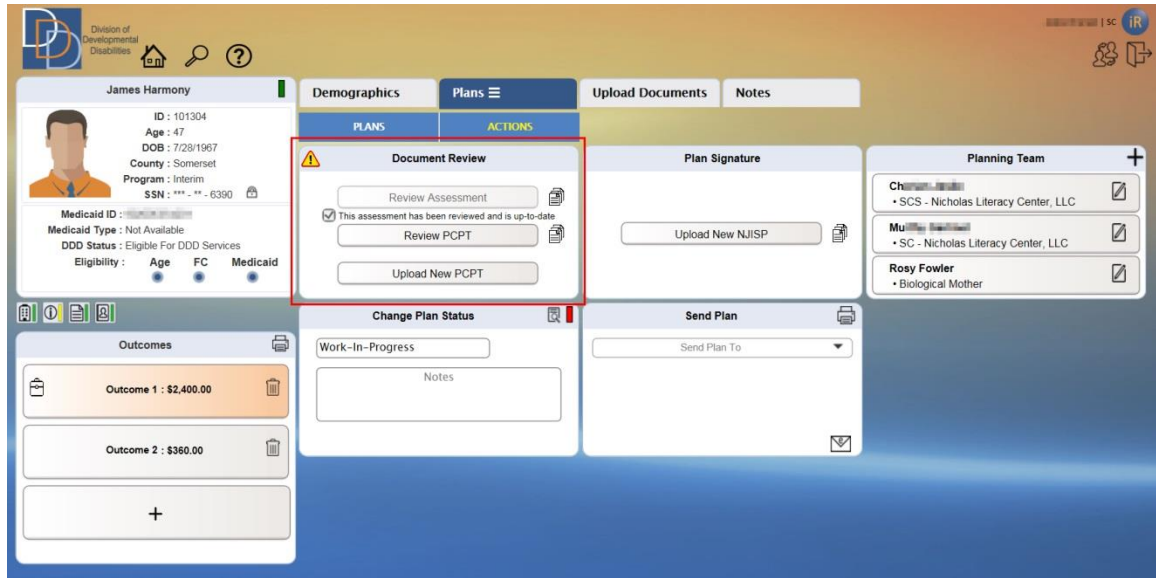 Division of
Developmental
Disabilities
| SC
iR
James Harmony
ID : 101304
Age : 47
DOB : 7/28/1967
County : Somerset
Program : Interim
SSN : *** - ** - 6390
Medicaid ID :
Medicaid Type : Not Available
DDD Status : Eligible For DDD Services
Eligibility : Age FC Medicaid
Outcomes
Outcome 1 : $2,400.00
Outcome 2 : $360.00
+
Demographics
Plans ☰
Upload Documents
Notes
PLANS
ACTIONS
Document Review
Review Assessment
This assessment has been reviewed and is up-to-date
Review PCPT
Upload New PCPT
Plan Signature
Upload New NJISP
Planning Team +
• SCS - Nicholas Literacy Center, LLC
• SC - Nicholas Literacy Center, LLC
Rosy Fowler
• Biological Mother
Change Plan Status
Work-In-Progress
Notes
Send Plan
Send Plan To